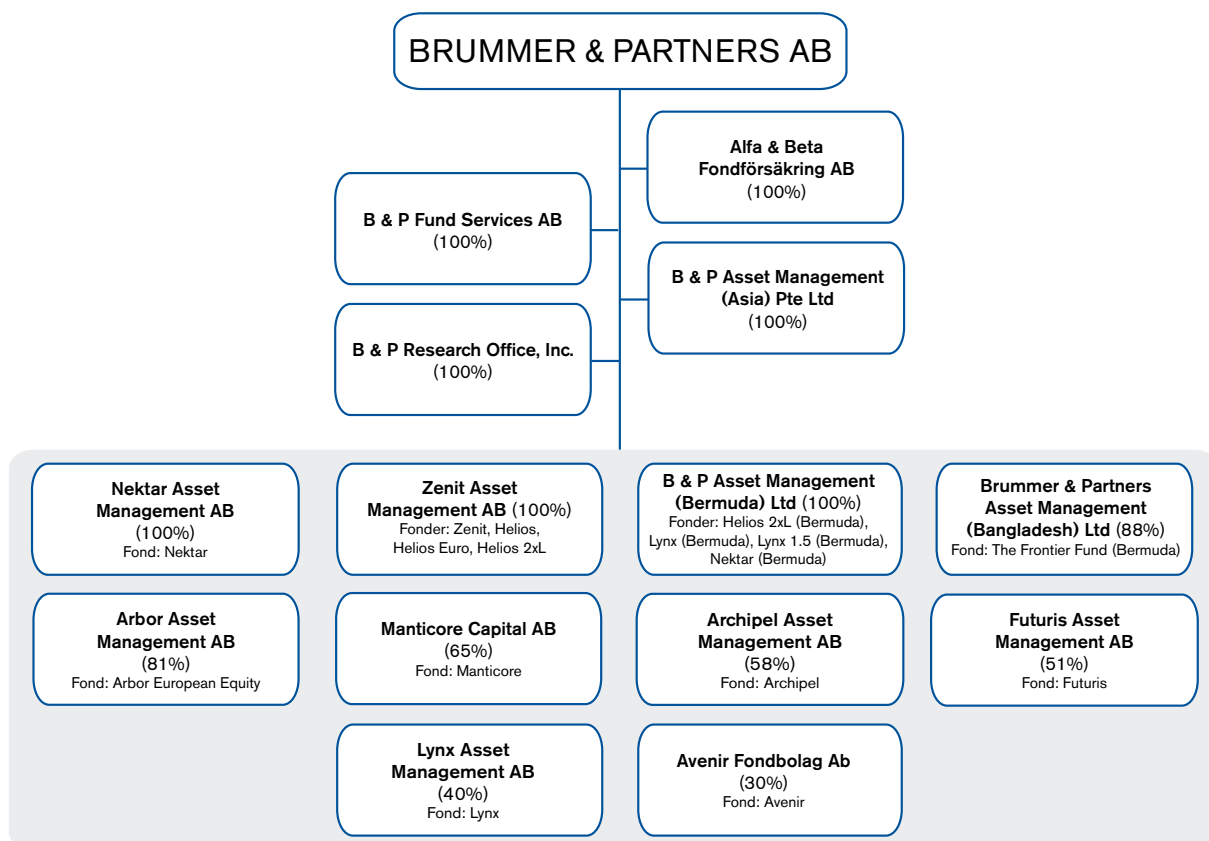 BRUMMER & PARTNERS AB
Alfa & Beta
Fondförsäkring AB
(100%)
B & P Fund Services AB
(100%)
B & P Asset Management
(Asia) Pte Ltd
(100%)
B & P Research Office, Inc.
(100%)
Nektar Asset
Management AB
(100%)
Fond: Nektar
Zenit Asset
Management AB (100%)
Fonder: Zenit, Helios,
Helios Euro, Helios 2xL
B & P Asset Management
(Bermuda) Ltd (100%)
Fonder: Helios 2xL (Bermuda),
Lynx (Bermuda), Lynx 1.5 (Bermuda),
Nektar (Bermuda)
Brummer & Partners
Asset Management
(Bangladesh) Ltd (88%)
Fond: The Frontier Fund (Bermuda)
Arbor Asset
Management AB
(81%)
Fond: Arbor European Equity
Manticore Capital AB
(65%)
Fond: Manticore
Archipel Asset
Management AB
(58%)
Fond: Archipel
Futuris Asset
Management AB
(51%)
Fond: Futuris
Lynx Asset
Management AB
(40%)
Fond: Lynx
Avenir Fondbolag Ab
(30%)
Fond: Avenir